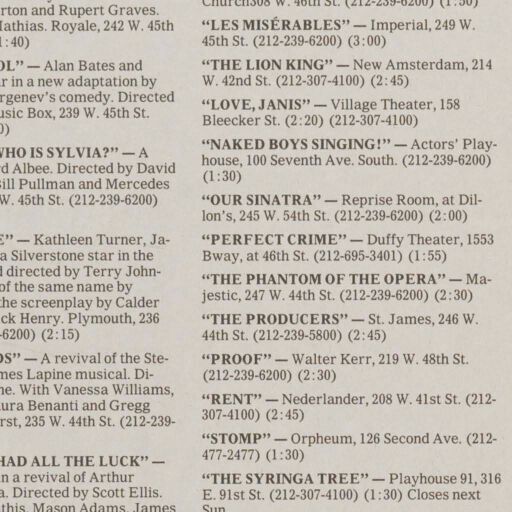 rton and Rupert Graves.
Mathias. Royale, 242 W. 45th
1:40)
OL” — Alan Bates and
r in a new adaptation by
rgenev’s comedy. Directed
usic Box, 239 W. 45th St.
0)
WHO IS SYLVIA?” — A
rd Albee. Directed by David
Bill Pullman and Mercedes
W. 45th St. (212-239-6200)
E” — Kathleen Turner, Ja-
a Silverstone star in the
d directed by Terry John-
of the same name by
the screenplay by Calder
ck Henry. Plymouth, 236
-6200) (2:15)
DS” — A revival of the Ste-
mes Lapine musical. Di-
ne. With Vanessa Williams,
ura Benanti and Gregg
rst, 235 W. 44th St. (212-239-
HAD ALL THE LUCK” —
n a revival of Arthur
a. Directed by Scott Ellis.
this, Mason Adams, James
Church308 W. 46th St. (212-239-6200) (1:50)
“LES MISÉRABLES” — Imperial, 249 W.
45th St. (212-239-6200) (3:00)
“THE LION KING” — New Amsterdam, 214
W. 42nd St. (212-307-4100) (2:45)
“LOVE, JANIS” — Village Theater, 158
Bleecker St. (2:20) (212-307-4100)
“NAKED BOYS SINGING!” — Actors’ Play-
house, 100 Seventh Ave. South. (212-239-6200)
(1:30)
“OUR SINATRA” — Reprise Room, at Dil-
lon’s, 245 W. 54th St. (212-239-6200) (2:00)
“PERFECT CRIME” — Duffy Theater, 1553
Bway, at 46th St. (212-695-3401) (1:55)
“THE PHANTOM OF THE OPERA” — Ma-
jestic, 247 W. 44th St. (212-239-6200) (2:30)
“THE PRODUCERS” — St. James, 246 W.
44th St. (212-239-5800) (2:45)
“PROOF” — Walter Kerr, 219 W. 48th St.
(212-239-6200) (2:30)
“RENT” — Nederlander, 208 W. 41st St. (212-
307-4100) (2:45)
“STOMP” — Orpheum, 126 Second Ave. (212-
477-2477) (1:30)
“THE SYRINGA TREE” — Playhouse 91, 316
E. 91st St. (212-307-4100) (1:30) Closes next
Sun.